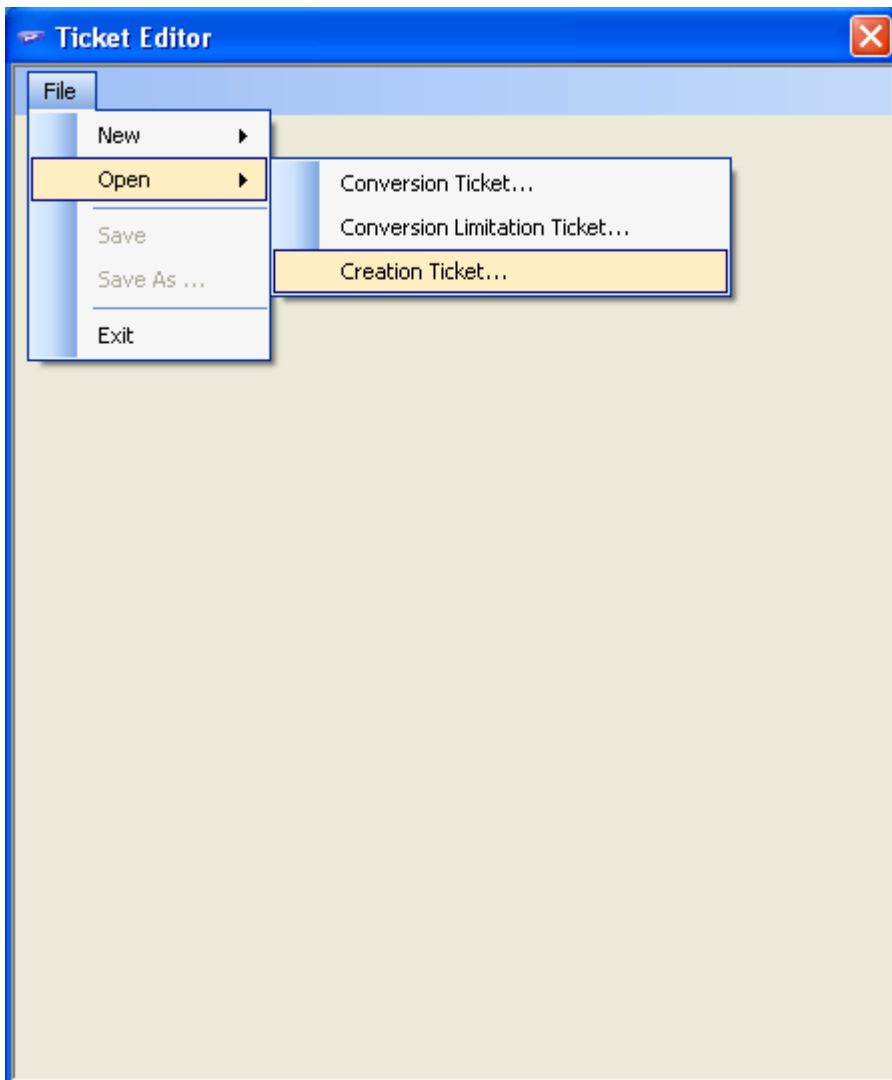 Ticket Editor
File
New
Open
Save
Save As ...
Exit
Conversion Ticket...
Conversion Limitation Ticket...
Creation Ticket...